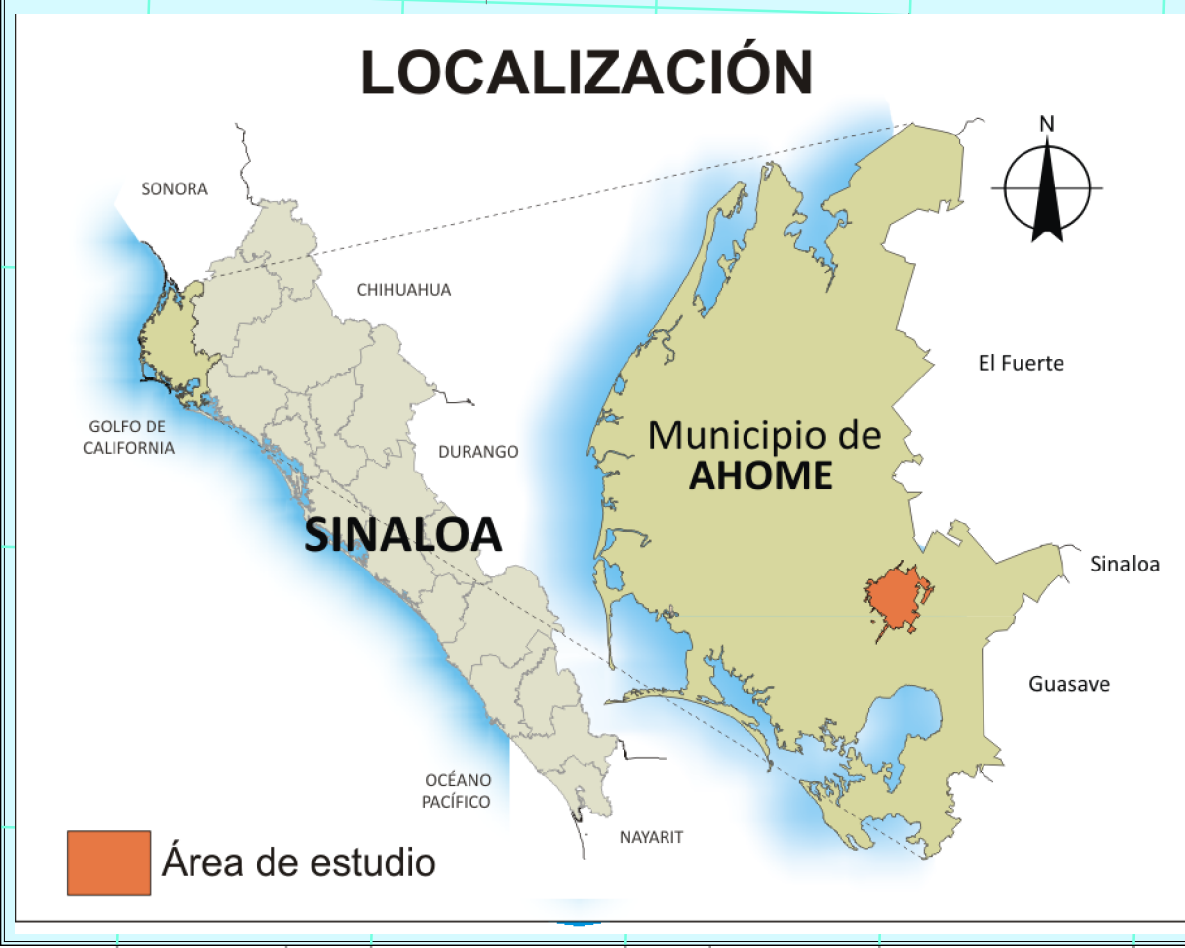 LOCALIZACIÓN
N
SONORA
CHIHUAHUA
El Fuerte
GOLFO DE
CALIFORNIA
DURANGO
Municipio de
AHOME
SINALOA
Sinaloa
Guasave
OCÉANO
PACÍFICO
NAYARIT
Área de estudio